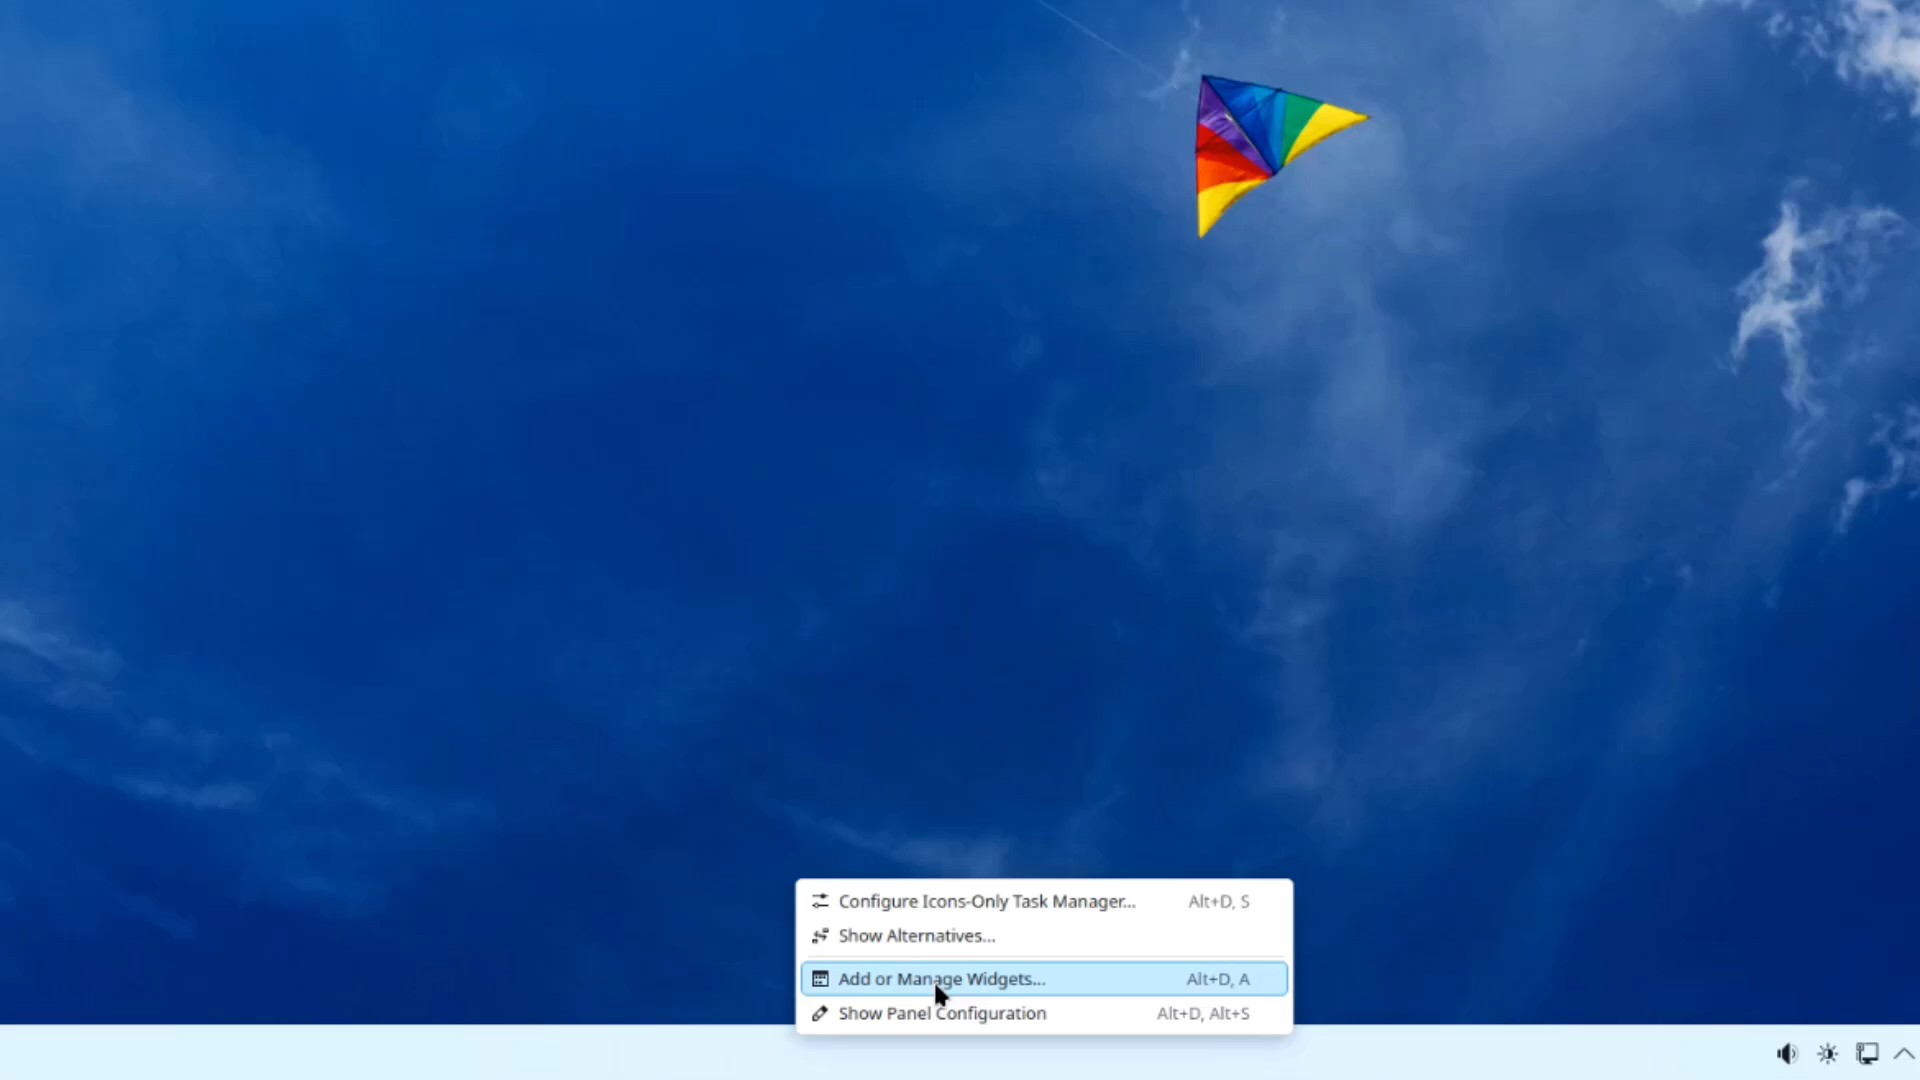 Configure Icons-Only Task Manager... Alt+D, S
Show Alternatives...
Add or Manage Widgets... Alt+D, A
Show Panel Configuration Alt+D, Alt+S